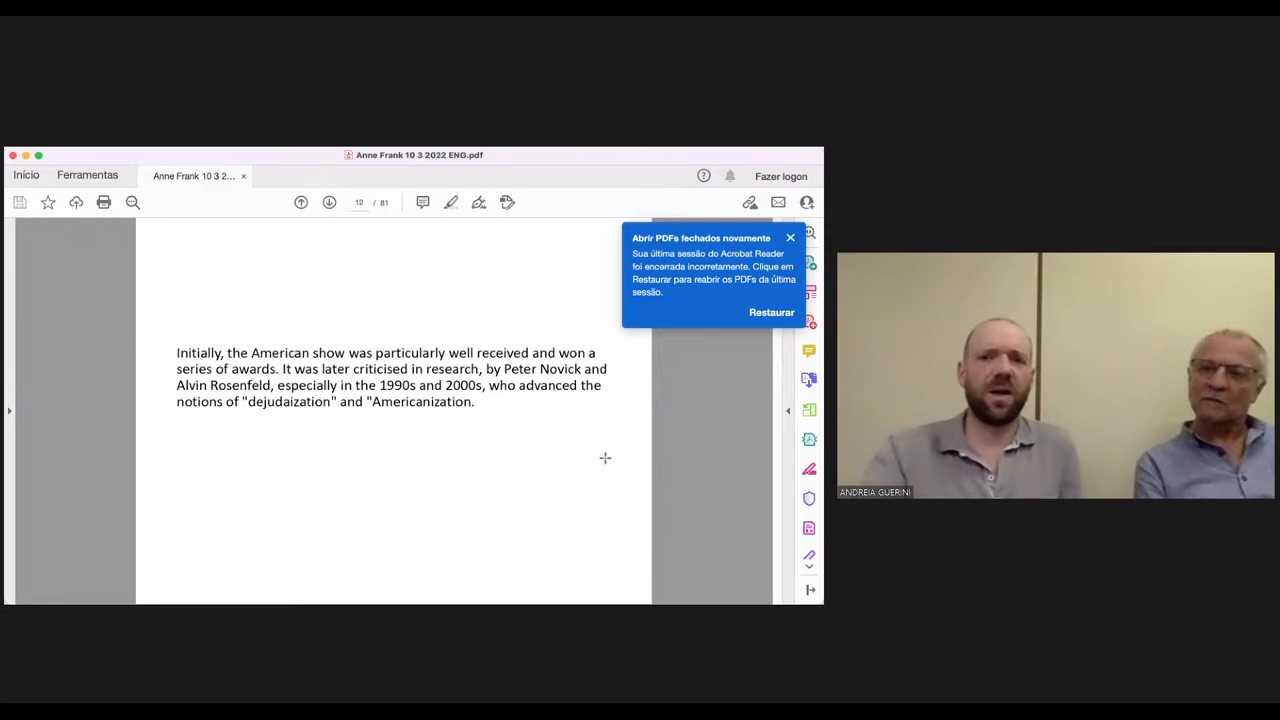 Anne Frank 10 3 2022 ENG.pdf
Início
Ferramentas
Anne Frank 10 3 2...
Fazer logon
12 / 81
Abrir PDFs fechados novamente
Sua última sessão do Acrobat Reader
foi encerrada incorretamente. Clique em
Restaurar para reabrir os PDFs da última
sessão.
Restaurar
Initially, the American show was particularly well received and won a
series of awards. It was later criticised in research, by Peter Novick and
Alvin Rosenfeld, especially in the 1990s and 2000s, who advanced the
notions of "dejudaization" and "Americanization.
ANDREIA GUERINI